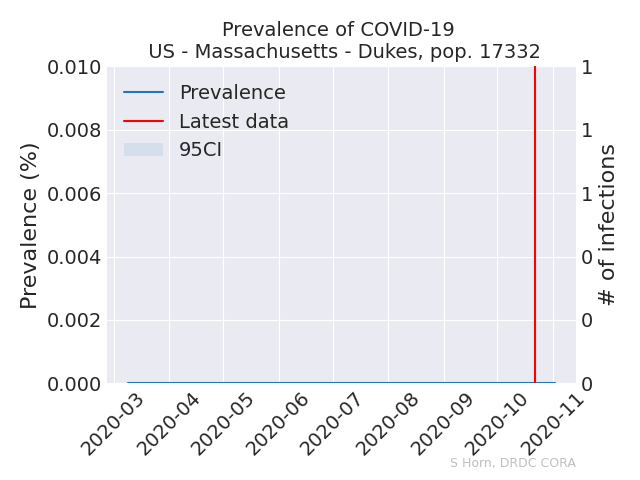 Prevalence of COVID-19
US - Massachusetts - Dukes, pop. 17332
Prevalence (%)
0.010
0.008
0.006
0.004
0.002
0.000
Prevalence
Latest data
95CI
1
1
1
0
0
0
# of infections
2020-03
2020-04
2020-05
2020-06
2020-07
2020-08
2020-09
2020-10
2020-11
S Horn, DRDC CORA